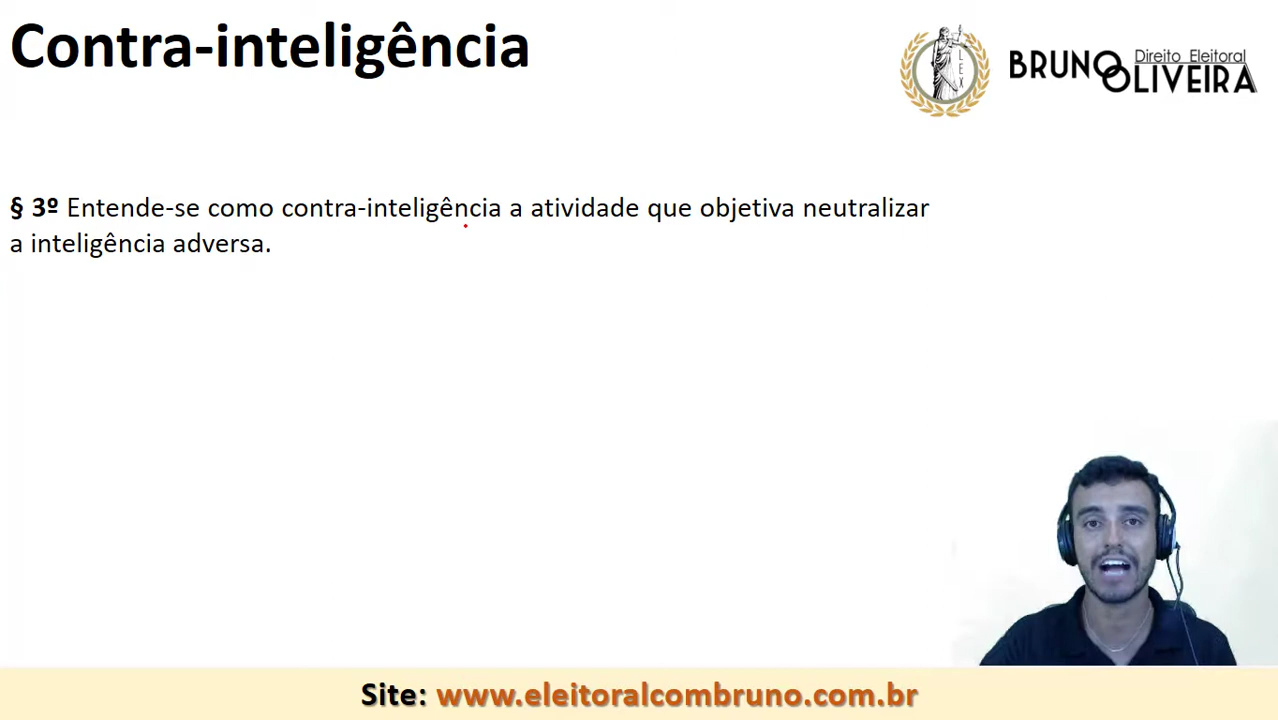 Contra-inteligência
LEX
BRUNO
Direito Eleitoral
OLIVEIRA
§ 3º Entende-se como contra-inteligência a atividade que objetiva neutralizar
a inteligência adversa.
Site: www.eleitoralcombruno.com.br